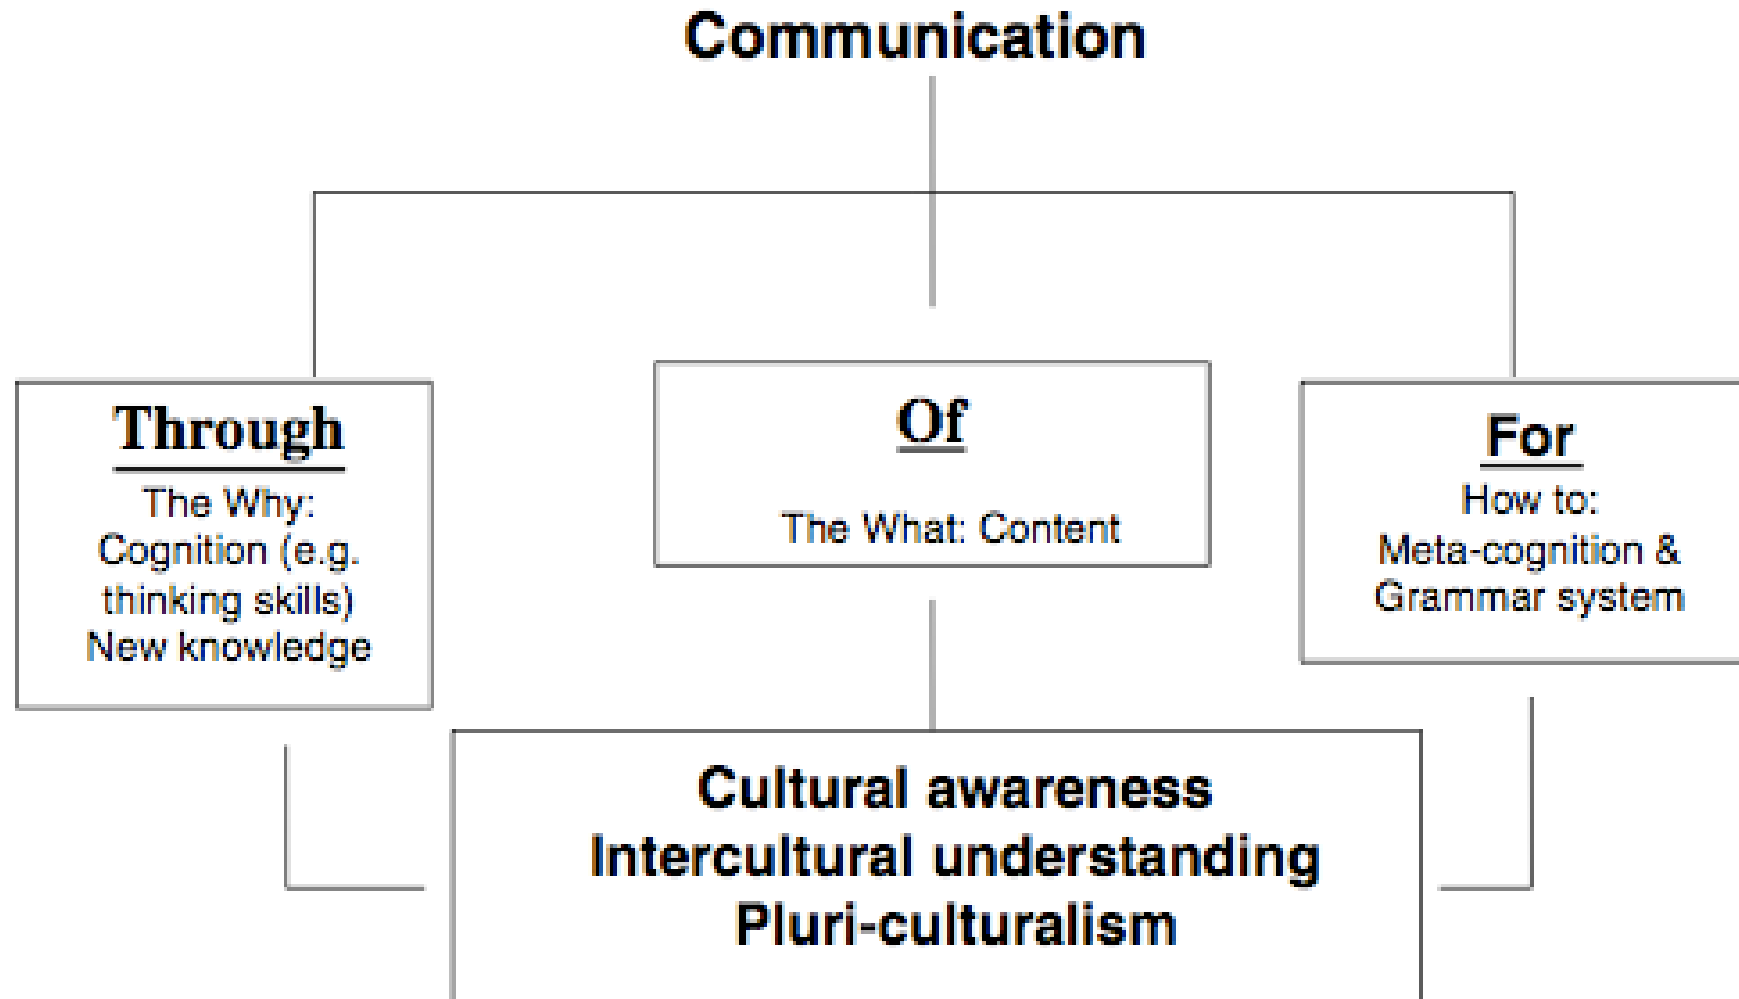 Communication
Through
The Why:
Cognition (e.g.
thinking skills)
New knowledge
Of
The What: Content
For
How to:
Meta-cognition &
Grammar system
Cultural awareness
Intercultural understanding
Pluri-culturalism